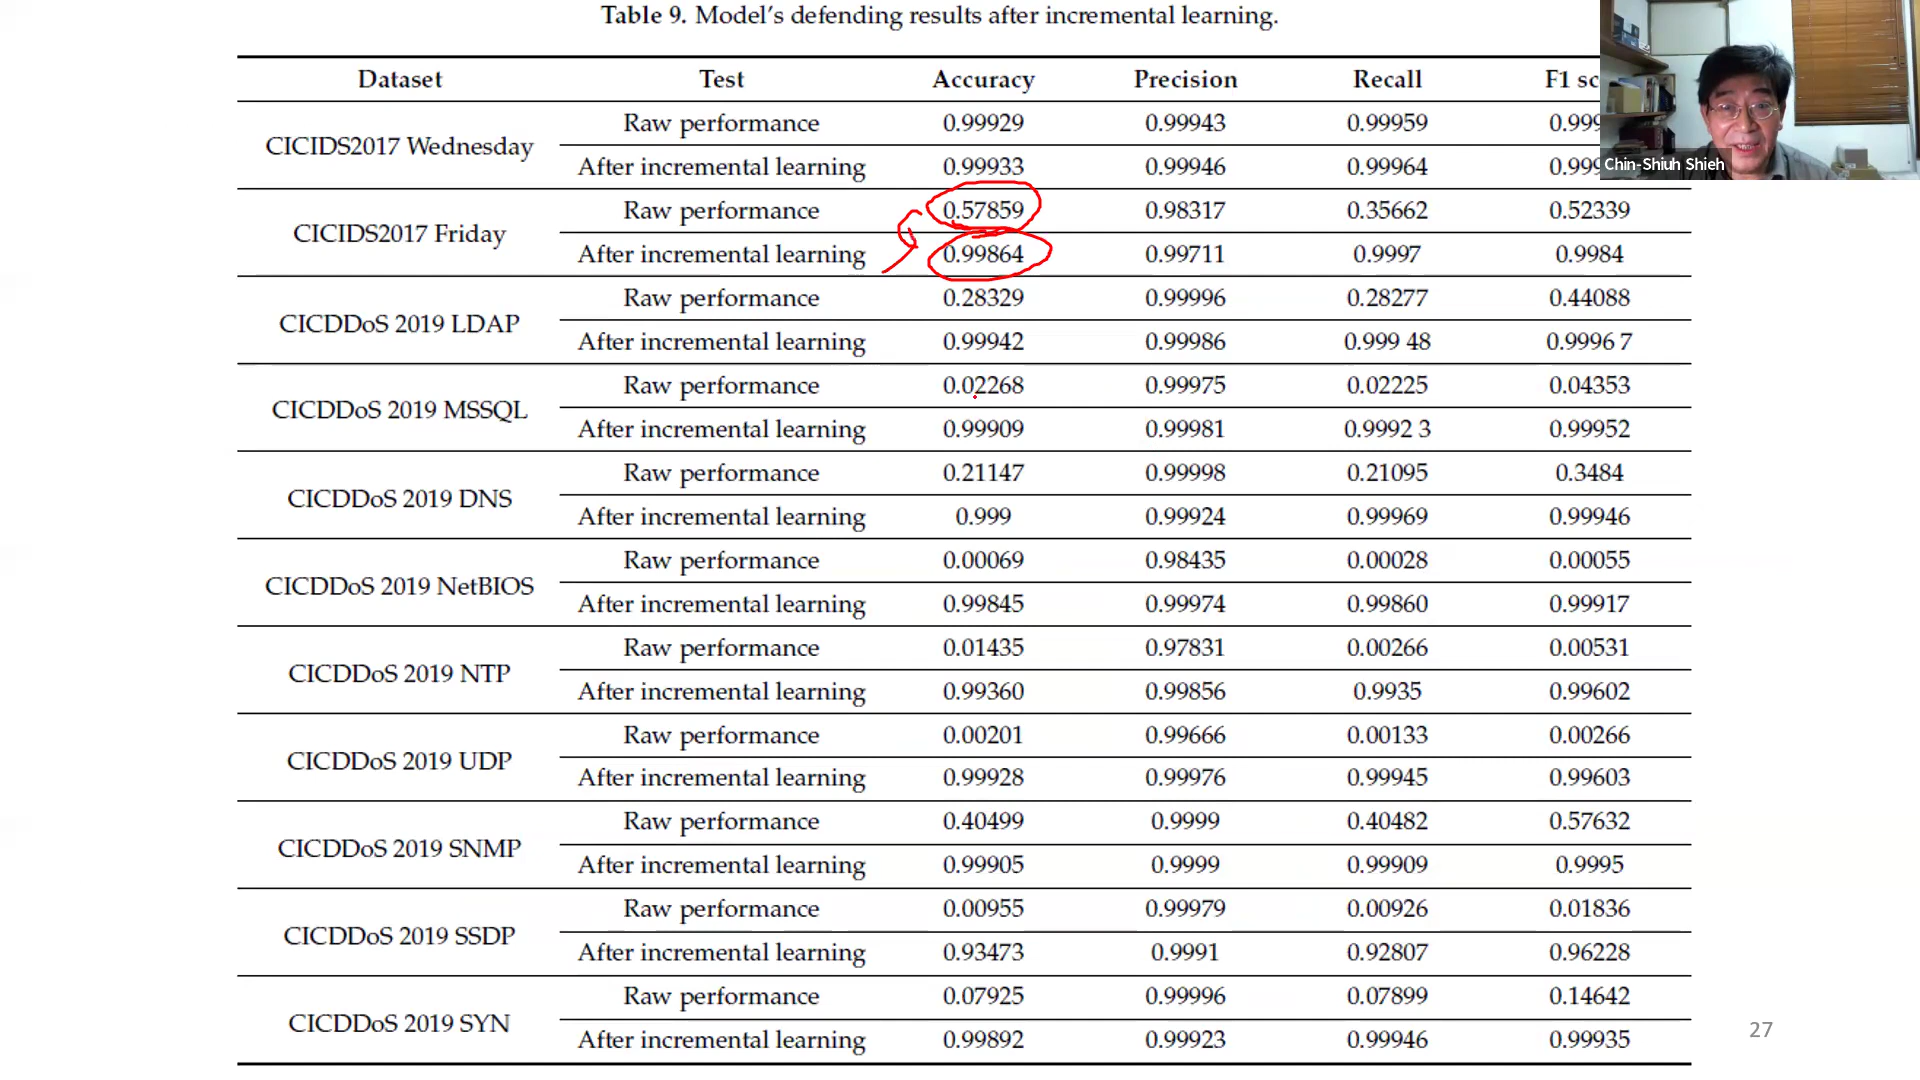 Table 9. Model's defending results after incremental learning.
Dataset Test Accuracy Precision Recall F1 sc
CICIDS2017 Wednesday
Raw performance 0.99929 0.99943 0.99959 0.999
After incremental learning 0.99933 0.99946 0.99964 0.999
Chin-Shiuh Shieh
CICIDS2017 Friday
Raw performance 0.57859 0.98317 0.35662 0.52339
After incremental learning 0.99864 0.99711 0.9997 0.9984
CICDDoS 2019 LDAP
Raw performance 0.28329 0.99996 0.28277 0.44088
After incremental learning 0.99942 0.99986 0.999 48 0.9996 7
CICDDoS 2019 MSSQL
Raw performance 0.02268 0.99975 0.02225 0.04353
After incremental learning 0.99909 0.99981 0.9992 3 0.99952
CICDDoS 2019 DNS
Raw performance 0.21147 0.99998 0.21095 0.3484
After incremental learning 0.999 0.99924 0.99969 0.99946
CICDDoS 2019 NetBIOS
Raw performance 0.00069 0.98435 0.00028 0.00055
After incremental learning 0.99845 0.99974 0.99860 0.99917
CICDDoS 2019 NTP
Raw performance 0.01435 0.97831 0.00266 0.00531
After incremental learning 0.99360 0.99856 0.9935 0.99602
CICDDoS 2019 UDP
Raw performance 0.00201 0.99666 0.00133 0.00266
After incremental learning 0.99928 0.99976 0.99945 0.99603
CICDDoS 2019 SNMP
Raw performance 0.40499 0.9999 0.40482 0.57632
After incremental learning 0.99905 0.9999 0.99909 0.9995
CICDDoS 2019 SSDP
Raw performance 0.00955 0.99979 0.00926 0.01836
After incremental learning 0.93473 0.9991 0.92807 0.96228
CICDDoS 2019 SYN
Raw performance 0.07925 0.99996 0.07899 0.14642
After incremental learning 0.99892 0.99923 0.99946 0.99935
27